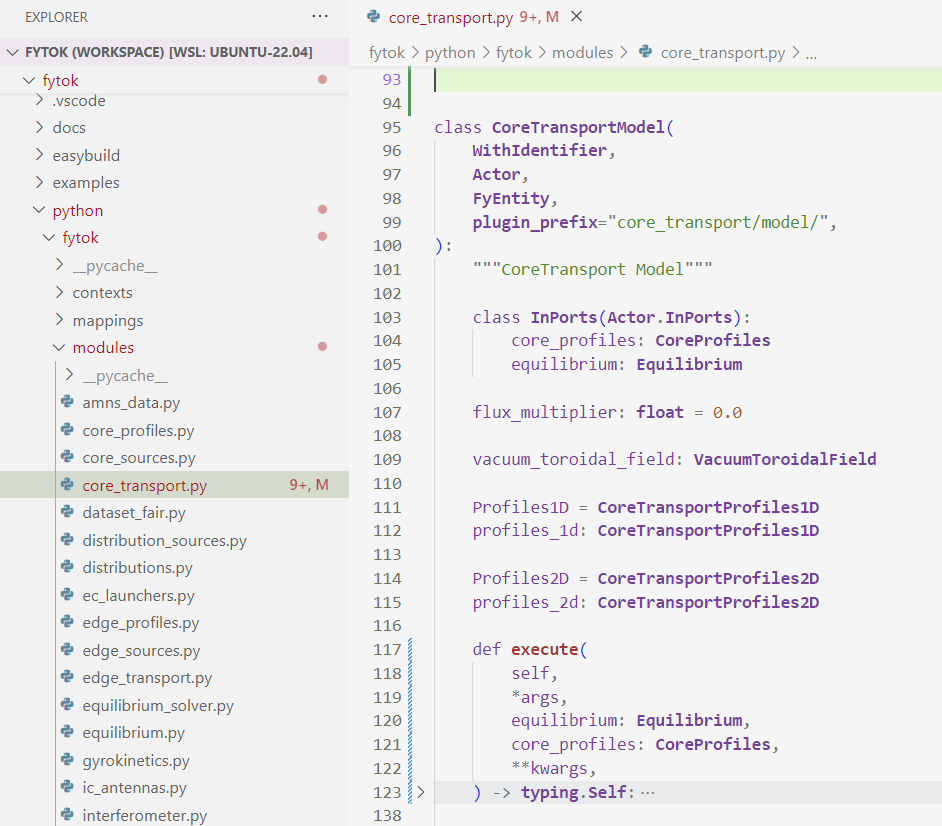 EXPLORER ...
FYTOK (WORKSPACE) [WSL: UBUNTU-22.04]
fytok
.vscode
docs
easybuild
examples
python
fytok
__pycache__
contexts
mappings
modules
__pycache__
amns_data.py
core_profiles.py
core_sources.py
core_transport.py 9+, M
dataset_fair.py
distribution_sources.py
distributions.py
ec_launchers.py
edge_profiles.py
edge_sources.py
edge_transport.py
equilibrium_solver.py
equilibrium.py
gyrokinetics.py
ic_antennas.py
interferometer.py
core_transport.py 9+, M
fytok > python > fytok > modules > core_transport.py > ...
93
94
95 class CoreTransportModel(
96 WithIdentifier,
97 Actor,
98 FyEntity,
99 plugin_prefix="core_transport/model/",
100 ):
101 """CoreTransport Model"""
102
103 class InPorts(Actor.InPorts):
104 core_profiles: CoreProfiles
105 equilibrium: Equilibrium
106
107 flux_multiplier: float = 0.0
108
109 vacuum_toroidal_field: VacuumToroidalField
110
111 Profiles1D = CoreTransportProfiles1D
112 profiles_1d: CoreTransportProfiles1D
113
114 Profiles2D = CoreTransportProfiles2D
115 profiles_2d: CoreTransportProfiles2D
116
117 def execute(
118 self,
119 *args,
120 equilibrium: Equilibrium,
121 core_profiles: CoreProfiles,
122 **kwargs,
123 ) -> typing.Self: ...
138